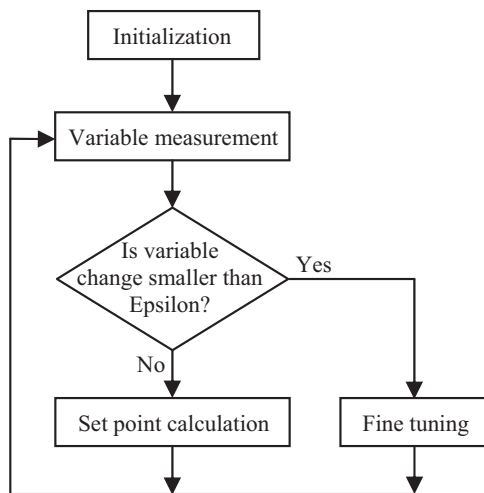 Initialization
Variable measurement
Is variable
change smaller than
Epsilon?
Yes
No
Set point calculation
Fine tuning